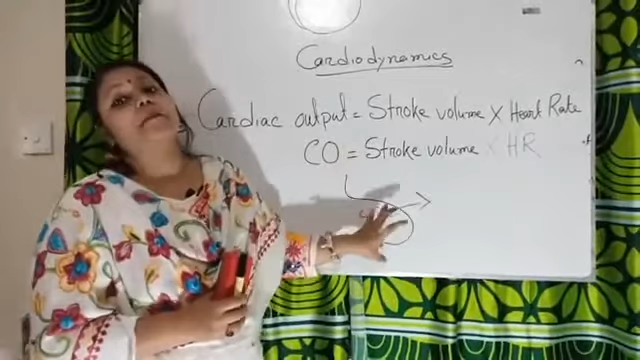 Cardiodynamics
Cardiac output = Stroke volume x Heart Rate
CO = Stroke volume x HR